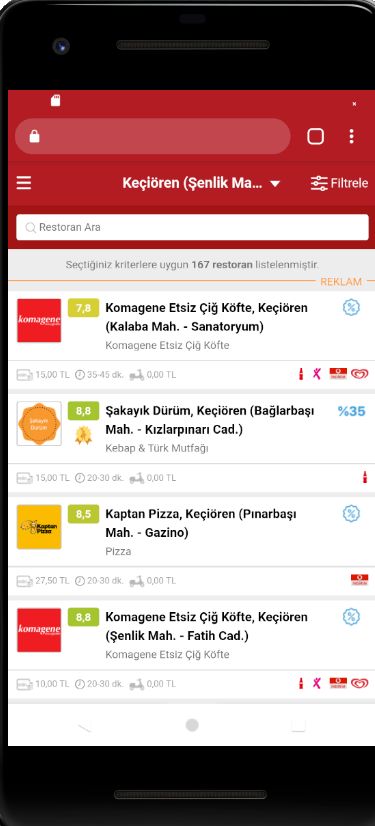 Keçiören (Şenlik Ma... Filtrele
Restoran Ara
Seçtiğiniz kriterlere uygun 167 restoran listelenmiştir.
REKLAM
komagene 7,8 Komagene Etsiz Çiğ Köfte, Keçiören
(Kalaba Mah. - Sanatoryum)
Komagene Etsiz Çiğ Köfte
15,00 TL 35-45 dk. 0,00 TL
Şakayık
Dürüm
8,8 Şakayık Dürüm, Keçiören (Bağlarbaşı %35
Mah. - Kızlarpınarı Cad.)
Kebap & Türk Mutfağı
15,00 TL 20-30 dk. 0,00 TL
Kaptan
Pizza
8,5 Kaptan Pizza, Keçiören (Pınarbaşı
Mah. - Gazino)
Pizza
27,50 TL 20-30 dk. 0,00 TL
komagene 8,8 Komagene Etsiz Çiğ Köfte, Keçiören
(Şenlik Mah. - Fatih Cad.)
Komagene Etsiz Çiğ Köfte
10,00 TL 20-30 dk. 0,00 TL